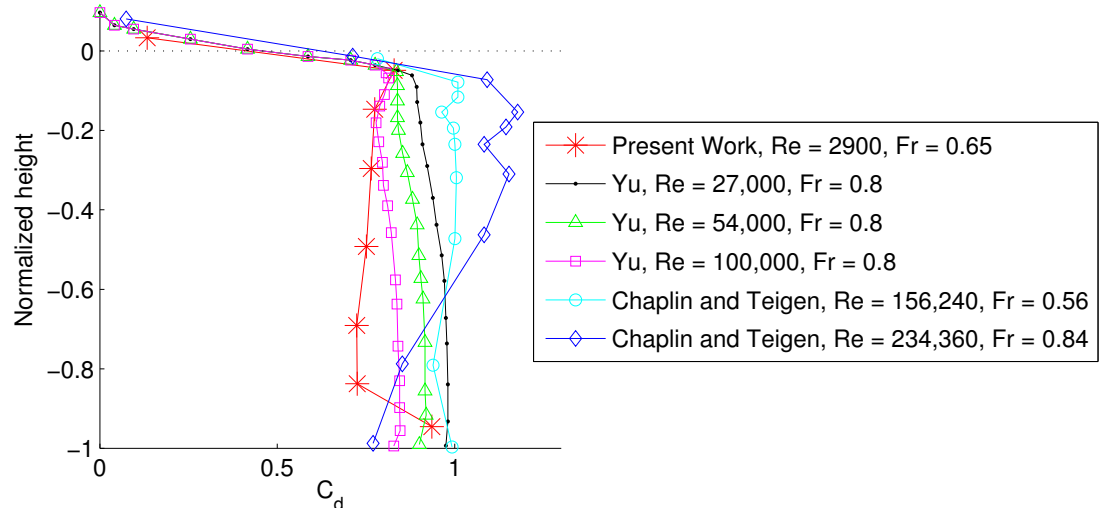 Normalized height
0
−0.2
−0.4
−0.6
−0.8
−1
0
0.5
1
C_d
Present Work, Re = 2900, Fr = 0.65
Yu, Re = 27,000, Fr = 0.8
Yu, Re = 54,000, Fr = 0.8
Yu, Re = 100,000, Fr = 0.8
Chaplin and Teigen, Re = 156,240, Fr = 0.56
Chaplin and Teigen, Re = 234,360, Fr = 0.84